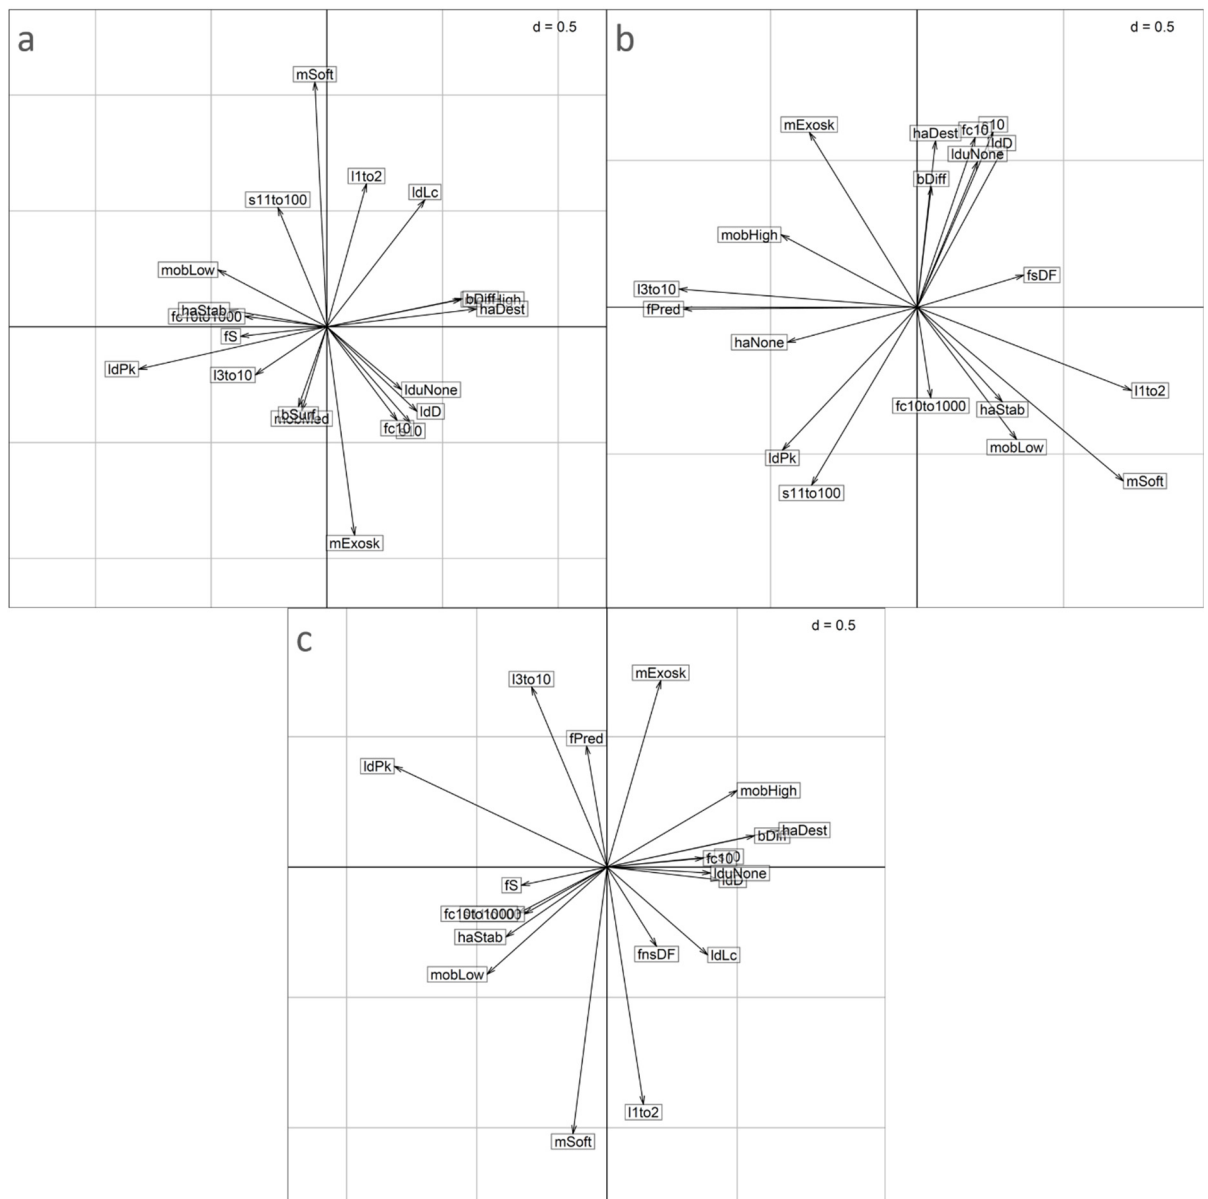 a
d = 0.5
mSoft
l1to2
ldLc
s11to100
mobLow
bDiff
haDest
haStab
fS
ldPk
l3to10
bSurf
lduNone
ldD
fc10
mExosk
b
d = 0.5
mExosk
haDest
fc10
ldD
lduNone
bDiff
mobHigh
fsDF
l3to10
fPred
haNone
l1to2
fc10to1000
haStab
mobLow
ldPk
mSoft
s11to100
c
d = 0.5
l3to10
mExosk
fPred
ldPk
mobHigh
haDest
fc10
lduNone
fS
fc10to1000
haStab
fnsDF
ldLc
mobLow
l1to2
mSoft